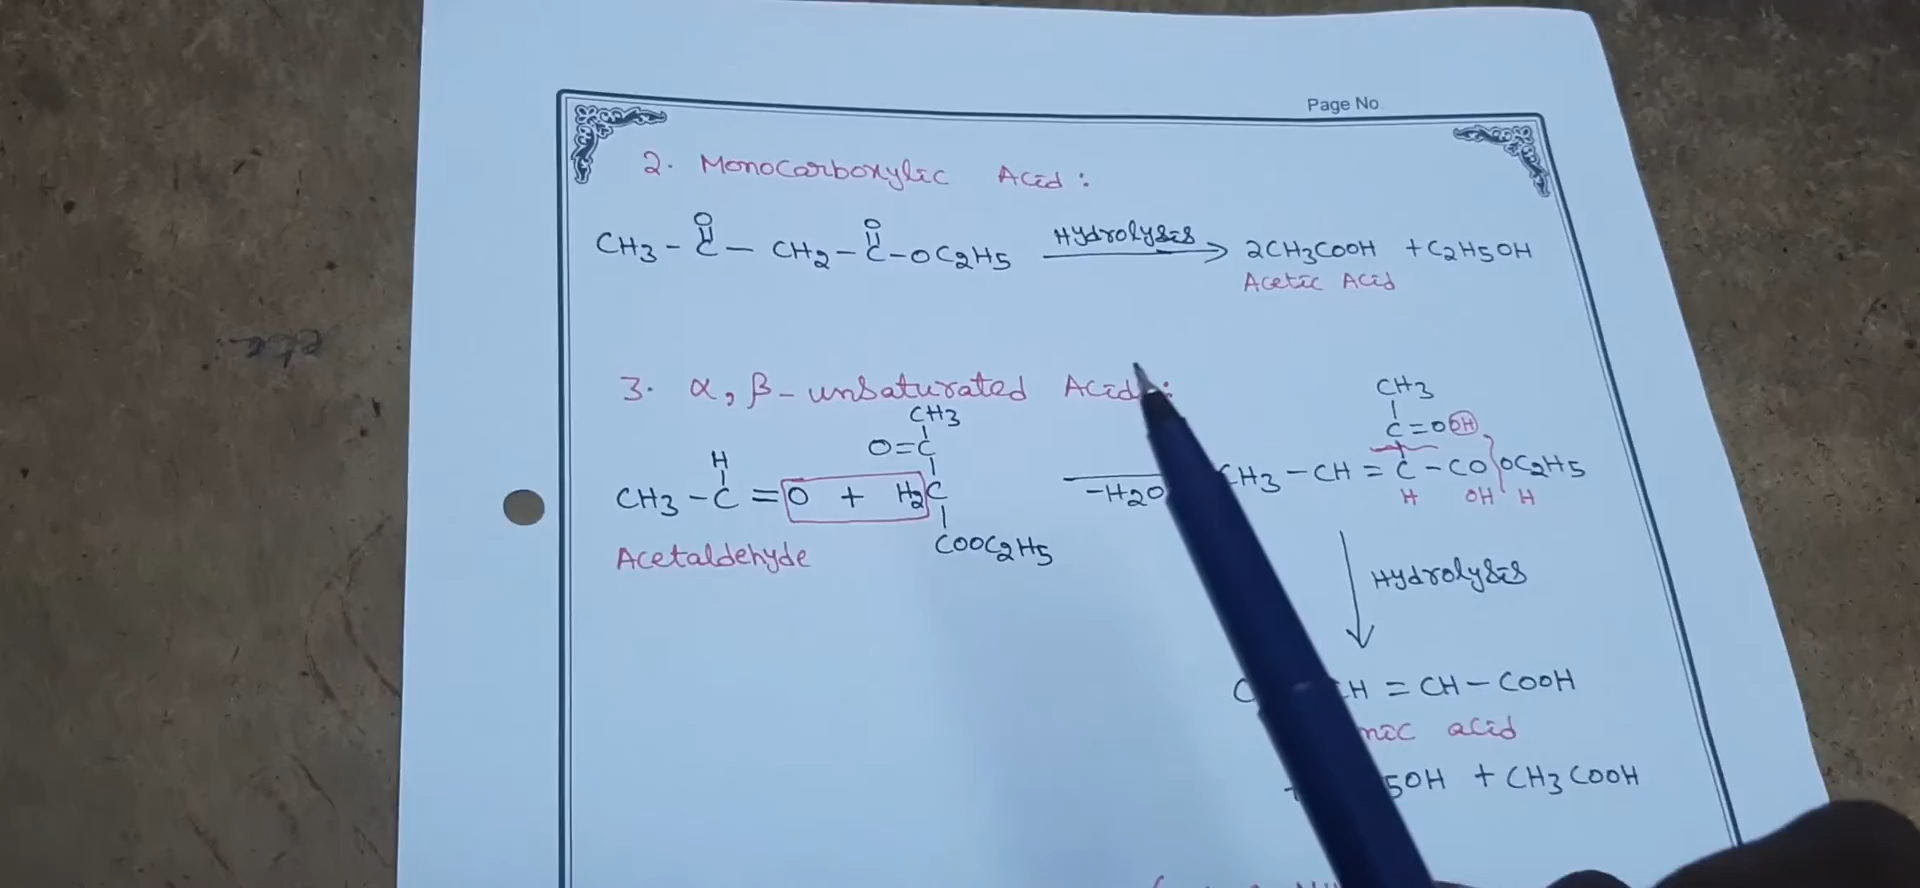 Page No.
2. Monocarboxylic Acid:
O O
CH3 - C - CH2 - C - OC2H5 Hydrolysis 2CH3COOH + C2H5OH
Acetic Acid
3. α, β - unsaturated Acid :
CH3 CH3
O=C C=O OH
H
CH3 - C = O + H2C -H2O CH3 - CH = C - CO OC2H5
H OH H
COOC2H5
Acetaldehyde
Hydrolysis
H = CH - COOH
acid
+ 5OH + CH3COOH